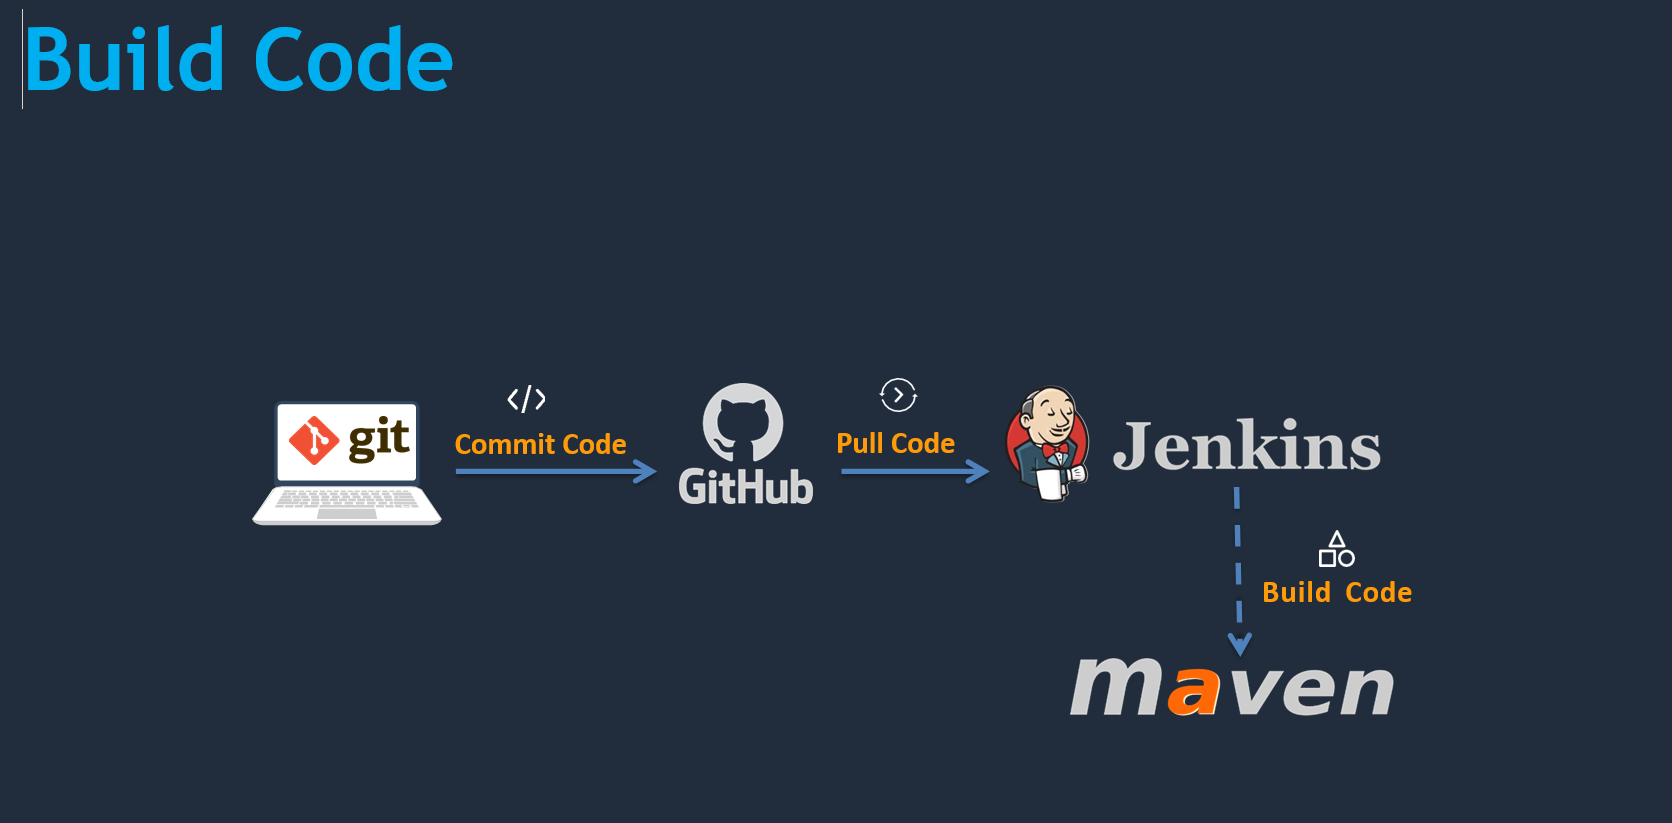 Build Code
git
Commit Code
GitHub
Pull Code
Jenkins
Build Code
maven